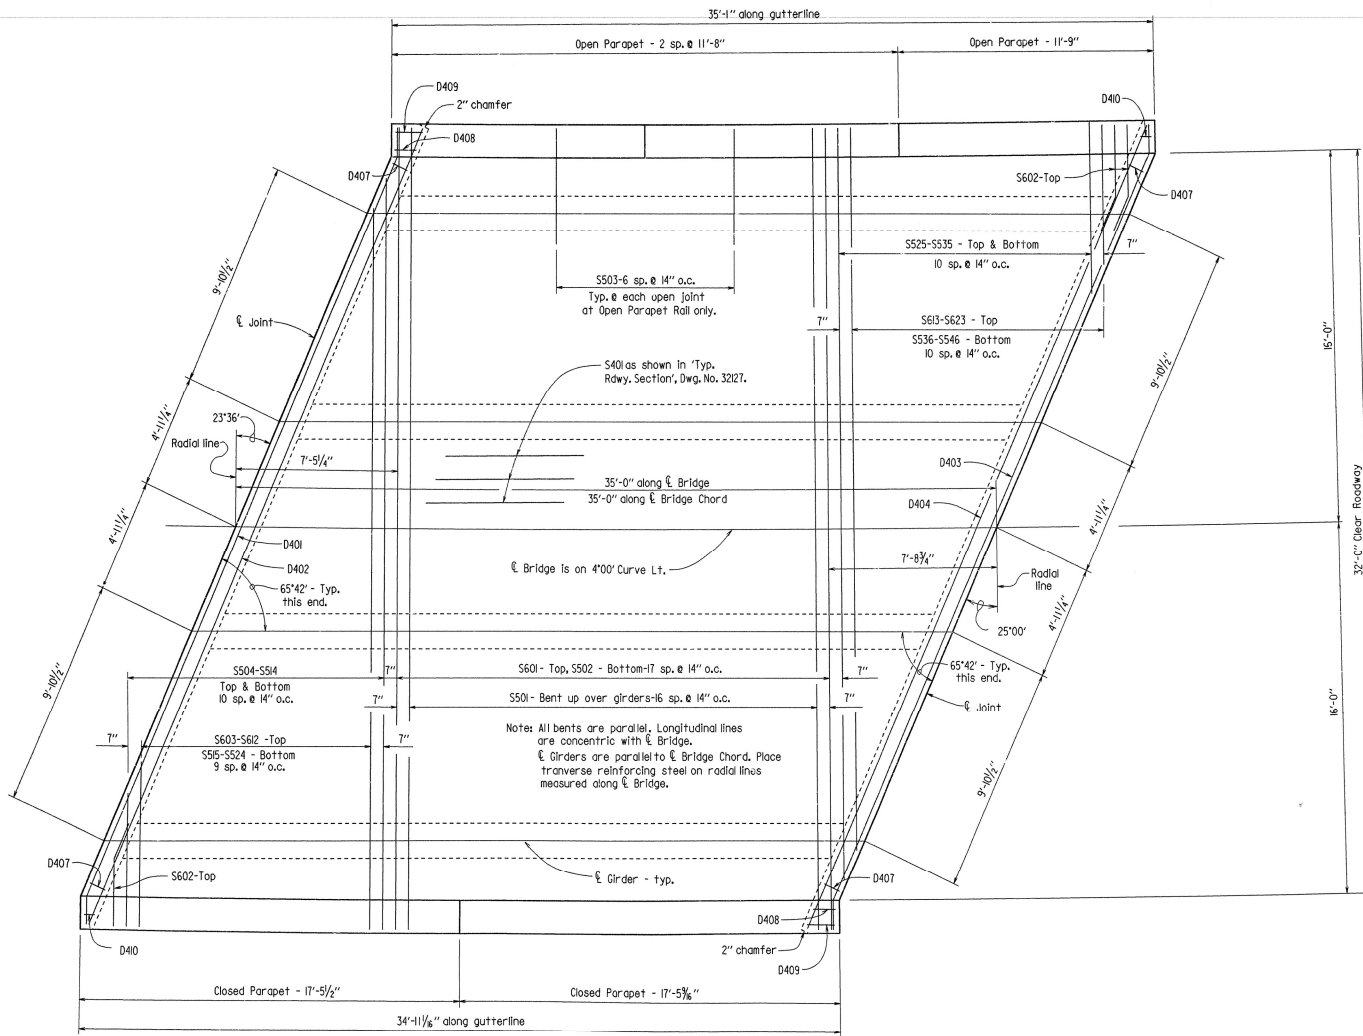 35'-1" along gutterline
Open Parapet - 2 sp. @ 11'-8"
Open Parapet - 11'-9"
D409
2" chamfer
D408
D407
D410
S602-Top
D407
S525-S535 - Top & Bottom
10 sp. @ 14" o.c.
7"
9'-10½"
S503-6 sp. @ 14" o.c.
Typ. @ each open joint
at Open Parapet Rail only.
7"
S613-S623 - Top
S536-S546 - Bottom
10 sp. @ 14" o.c.
℄ Joint
16'-0"
9'-10½"
S401 as shown in 'Typ.
Rdwy. Section', Dwg. No. 32127.
4'-11¼"
23°36'
Radial line
7'-5¼"
D403
35'-0" along ℄ Bridge
35'-0" along ℄ Bridge Chord
D404
4'-11¼"
4'-11¼"
D401
D402
℄ Bridge is on 4°00' Curve Lt.
7'-8¾"
Radial
line
32'-0" Clear Roadway
65°42' - Typ.
this end.
4'-11¼"
25°00'
9'-10½"
S504-S514
Top & Bottom
10 sp. @ 14" o.c.
7"
S601 - Top, S502 - Bottom-17 sp. @ 14" o.c.
7"
65°42' - Typ.
this end.
S501 - Bent up over girders-16 sp. @ 14" o.c.
7"
7"
℄ Joint
16'-0"
7"
S603-S612 -Top
S515-S524 - Bottom
9 sp. @ 14" o.c.
7"
Note: All bents are parallel. Longitudinal lines
are concentric with ℄ Bridge.
℄ Girders are parallel to ℄ Bridge Chord. Place
tranverse reinforcing steel on radial lines
measured along ℄ Bridge.
9'-10½"
D407
S602-Top
℄ Girder - typ.
D407
D410
D408
2" chamfer
D409
Closed Parapet - 17'-5½"
Closed Parapet - 17'-5⁹⁄₁₆"
34'-11¹⁄₁₆" along gutterline